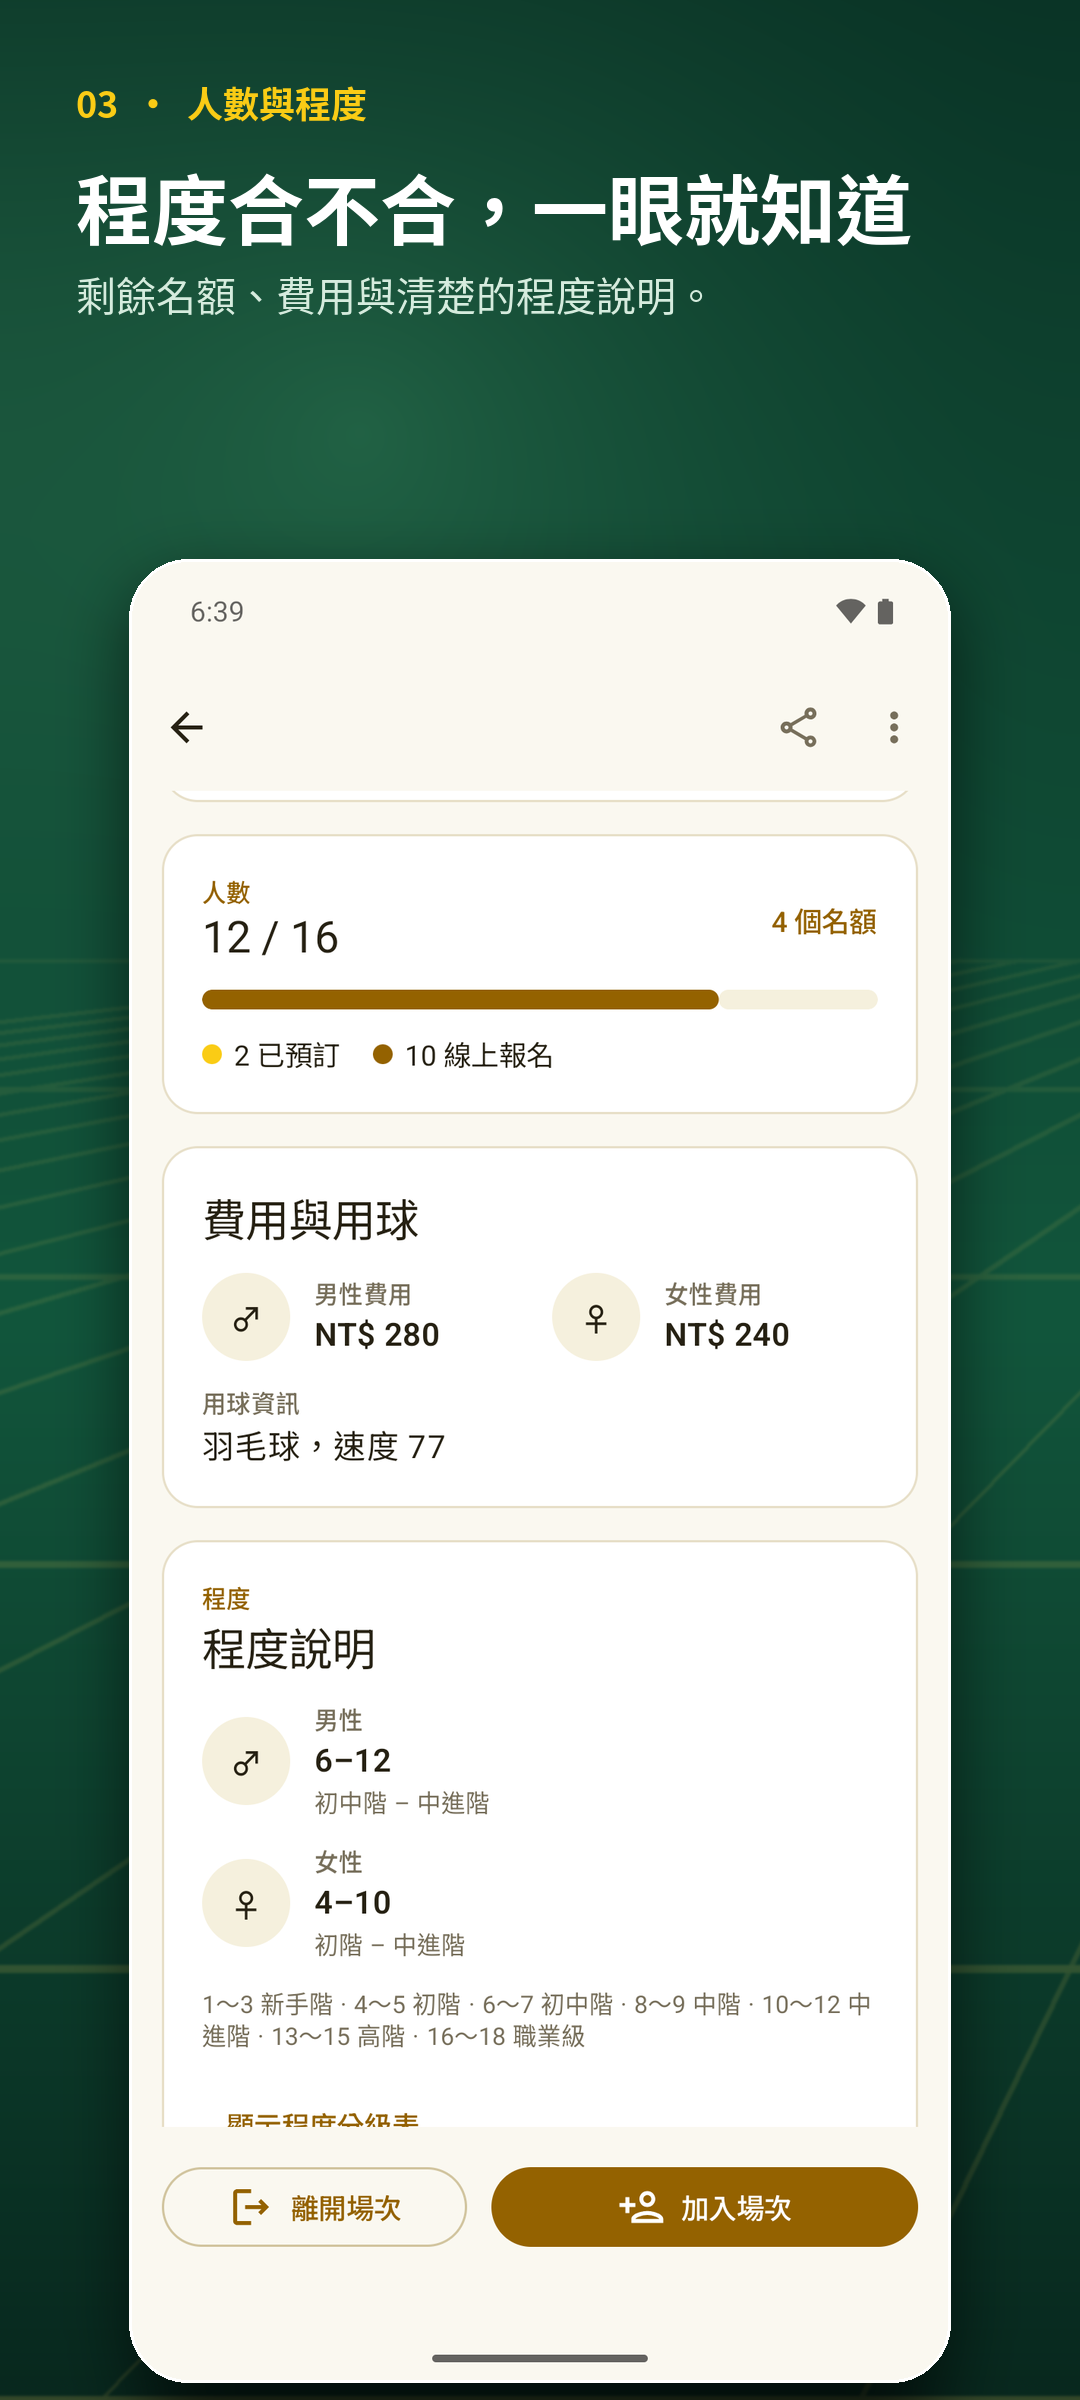 03 • 人數與程度
程度合不合，一眼就知道
剩餘名額、費用與清楚的程度說明。
6:39
人數
12 / 16
4 個名額
2 已預訂
10 線上報名
費用與用球
♂
男性費用
NT$ 280
♀
女性費用
NT$ 240
用球資訊
羽毛球，速度 77
程度
程度說明
♂
男性
6–12
初中階 – 中進階
♀
女性
4–10
初階 – 中進階
1～3 新手階 · 4～5 初階 · 6～7 初中階 · 8～9 中階 · 10～12 中
進階 · 13～15 高階 · 16～18 職業級
顯示程度分級表
離開場次
加入場次